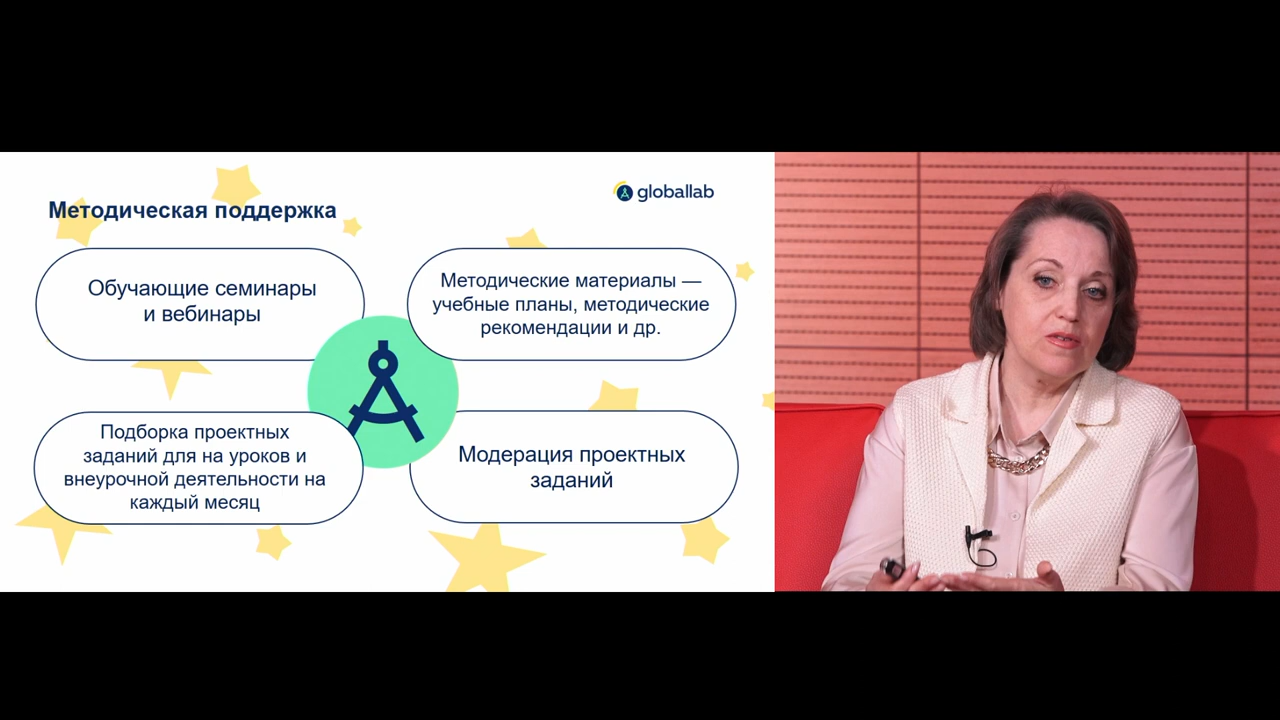 globallab
Методическая поддержка
Обучающие семинары
и вебинары
Методические материалы —
учебные планы, методические
рекомендации и др.
Подборка проектных
заданий для на уроков и
внеурочной деятельности на
каждый месяц
Модерация проектных
заданий